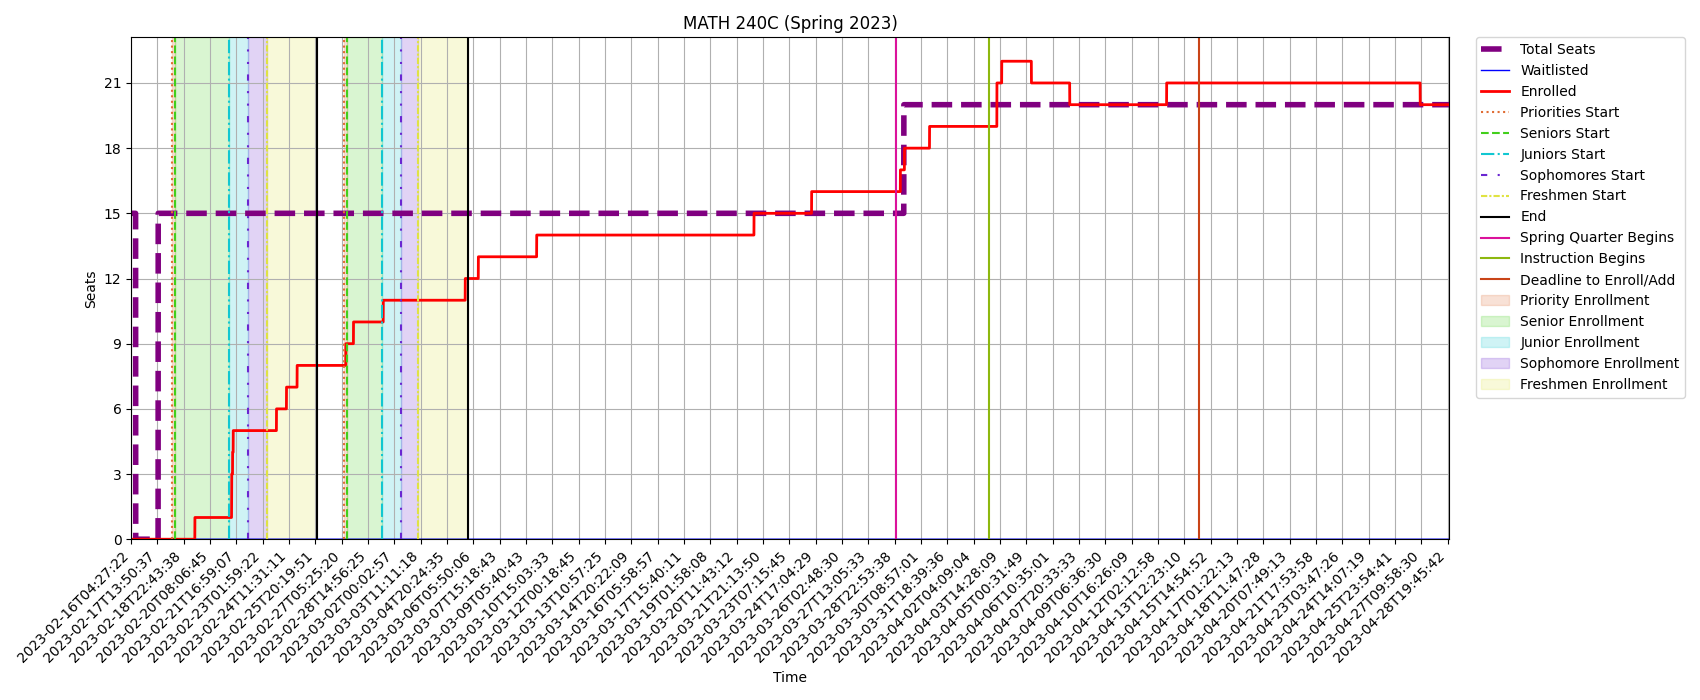 MATH 240C (Spring 2023)
Seats
21
18
15
12
9
6
3
0
2023-02-16T04:27:22
2023-02-17T13:50:37
2023-02-18T22:43:38
2023-02-20T08:06:45
2023-02-21T16:59:07
2023-02-23T01:59:22
2023-02-24T11:31:11
2023-02-25T20:19:51
2023-02-27T05:25:20
2023-02-28T14:56:25
2023-03-02T00:02:57
2023-03-03T11:11:18
2023-03-04T20:24:35
2023-03-06T05:50:06
2023-03-07T15:18:43
2023-03-09T05:40:43
2023-03-10T15:03:33
2023-03-12T00:18:45
2023-03-13T10:57:25
2023-03-14T20:22:09
2023-03-16T05:58:57
2023-03-17T15:40:11
2023-03-19T01:58:08
2023-03-20T11:43:12
2023-03-21T21:13:50
2023-03-23T07:15:45
2023-03-24T17:04:29
2023-03-26T02:48:30
2023-03-27T13:05:33
2023-03-28T22:53:38
2023-03-30T08:57:01
2023-03-31T18:39:36
2023-04-02T04:09:04
2023-04-03T14:28:09
2023-04-05T00:31:49
2023-04-06T10:35:01
2023-04-07T20:33:33
2023-04-09T06:36:30
2023-04-10T16:26:09
2023-04-12T02:12:58
2023-04-13T12:23:10
2023-04-15T14:54:52
2023-04-17T01:22:13
2023-04-18T11:47:28
2023-04-20T07:49:13
2023-04-21T17:53:58
2023-04-23T03:47:26
2023-04-24T14:07:19
2023-04-25T23:54:41
2023-04-27T09:58:30
2023-04-28T19:45:42
Time
Total Seats
Waitlisted
Enrolled
Priorities Start
Seniors Start
Juniors Start
Sophomores Start
Freshmen Start
End
Spring Quarter Begins
Instruction Begins
Deadline to Enroll/Add
Priority Enrollment
Senior Enrollment
Junior Enrollment
Sophomore Enrollment
Freshmen Enrollment